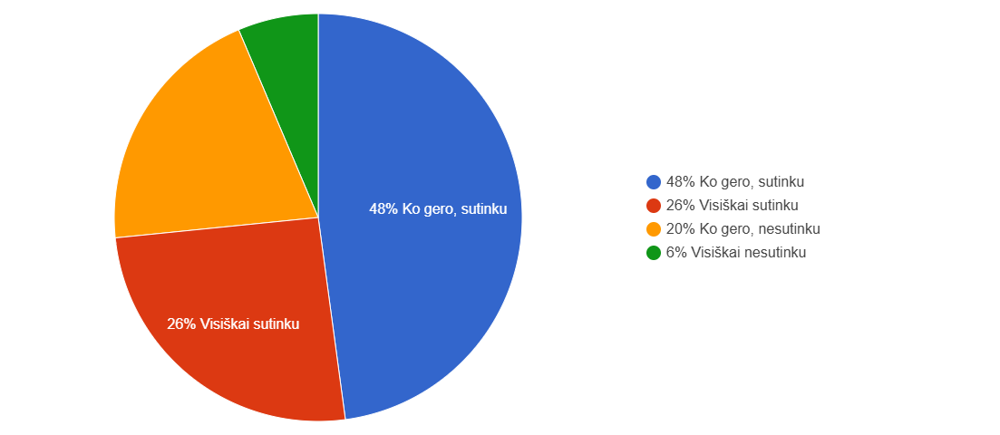 48% Ko gero, sutinku
26% Visiškai sutinku
48% Ko gero, sutinku
26% Visiškai sutinku
20% Ko gero, nesutinku
6% Visiškai nesutinku